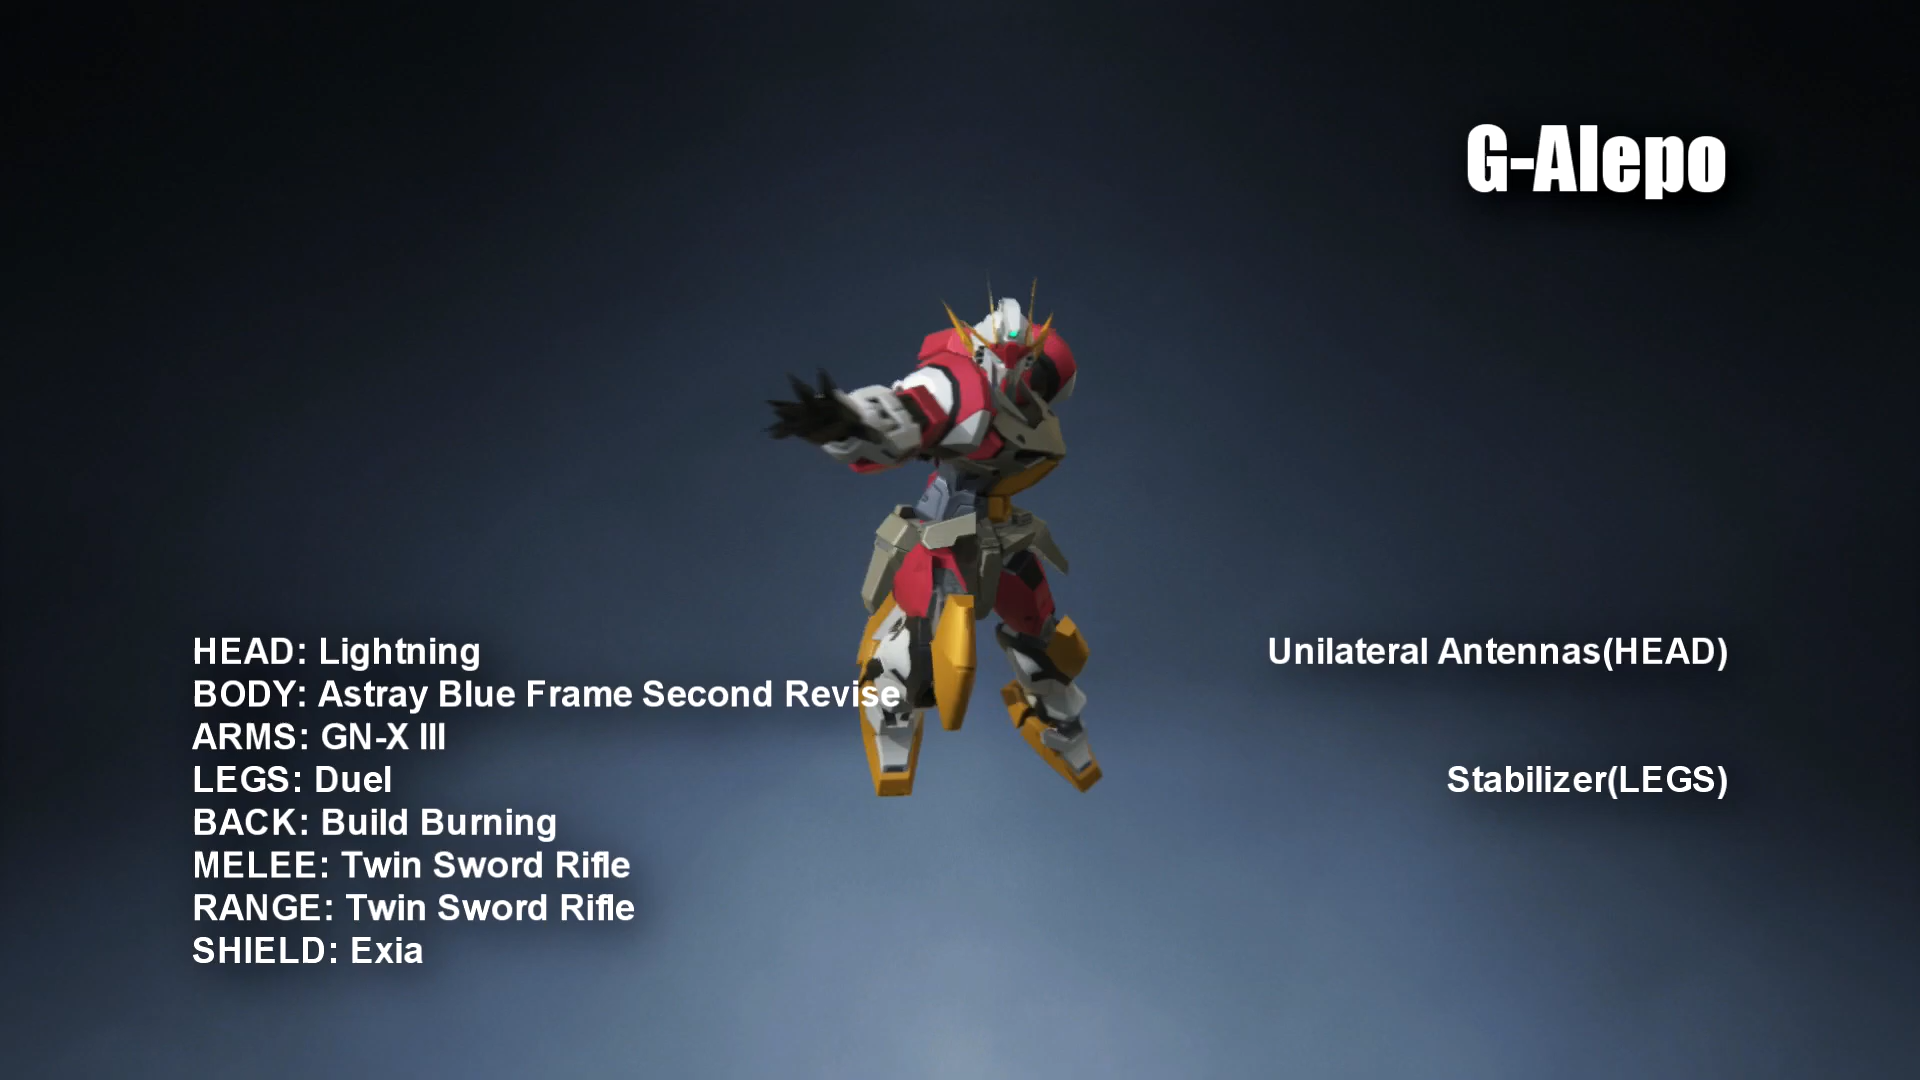 G-Alepo
HEAD: Lightning
BODY: Astray Blue Frame Second Revise
ARMS: GN-X III
LEGS: Duel
BACK: Build Burning
MELEE: Twin Sword Rifle
RANGE: Twin Sword Rifle
SHIELD: Exia
Unilateral Antennas(HEAD)
Stabilizer(LEGS)